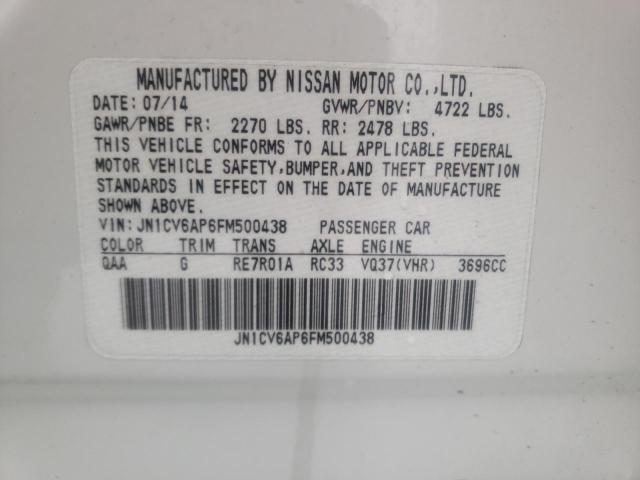 MANUFACTURED BY NISSAN MOTOR CO.,LTD.
DATE: 07/14 GVWR/PNBV: 4722 LBS.
GAWR/PNBE FR: 2270 LBS. RR: 2478 LBS.
THIS VEHICLE CONFORMS TO ALL APPLICABLE FEDERAL
MOTOR VEHICLE SAFETY,BUMPER,AND THEFT PREVENTION
STANDARDS IN EFFECT ON THE DATE OF MANUFACTURE
SHOWN ABOVE.
VIN:JN1CV6AP6FM500438 PASSENGER CAR
COLOR TRIM TRANS AXLE ENGINE
QAA G RE7R01A RC33 VQ37(VHR) 3696CC
JN1CV6AP6FM500438